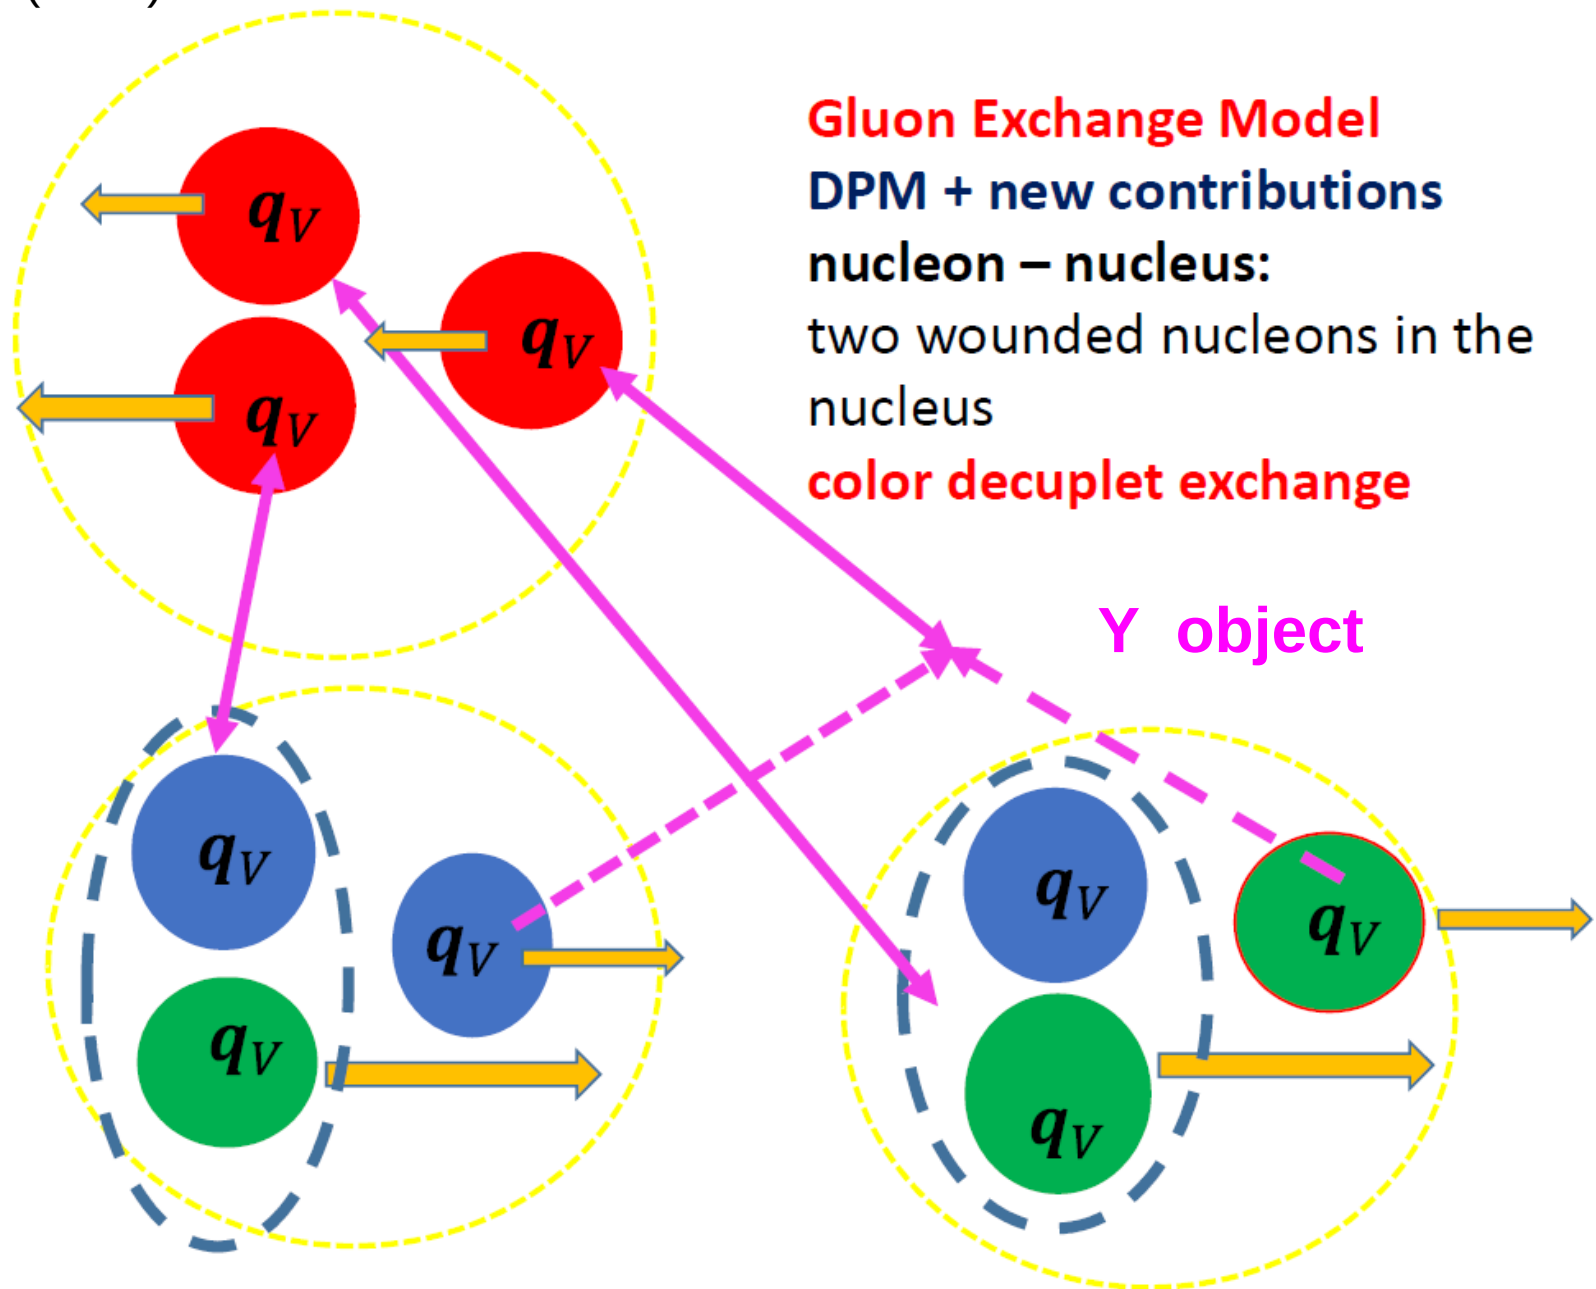 Gluon Exchange Model
DPM + new contributions
nucleon – nucleus:
two wounded nucleons in the
nucleus
color decuplet exchange
Y object
qV
qV
qV
qV
qV
qV
qV
qV
qV